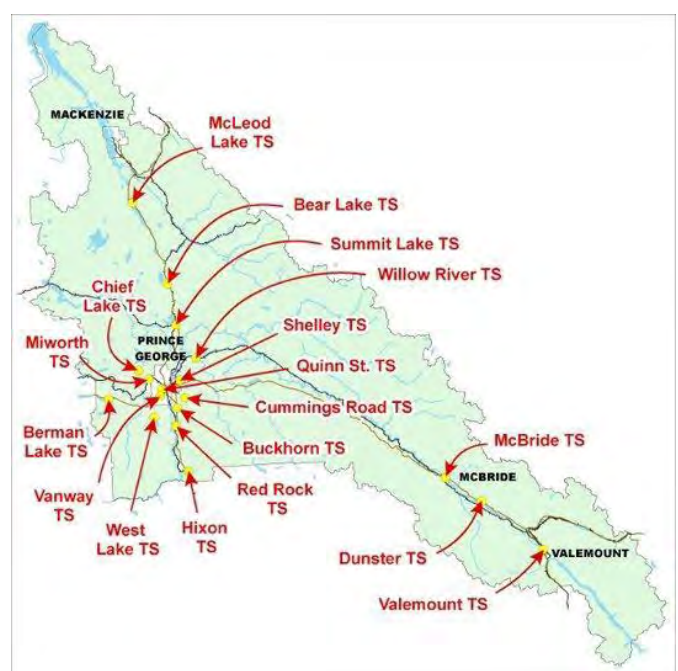 MACKENZIE
McLeod
Lake TS
Bear Lake TS
Summit Lake TS
Willow River TS
Chief
Lake TS
Shelley TS
PRINCE
GEORGE
Miworth
TS
Quinn St. TS
Cummings Road TS
Berman
Lake TS
Buckhorn TS
McBride TS
MCBRIDE
Vanway
TS
Red Rock
TS
West
Lake TS
Hixon
TS
Dunster TS
VALEMOUNT
Valemount TS